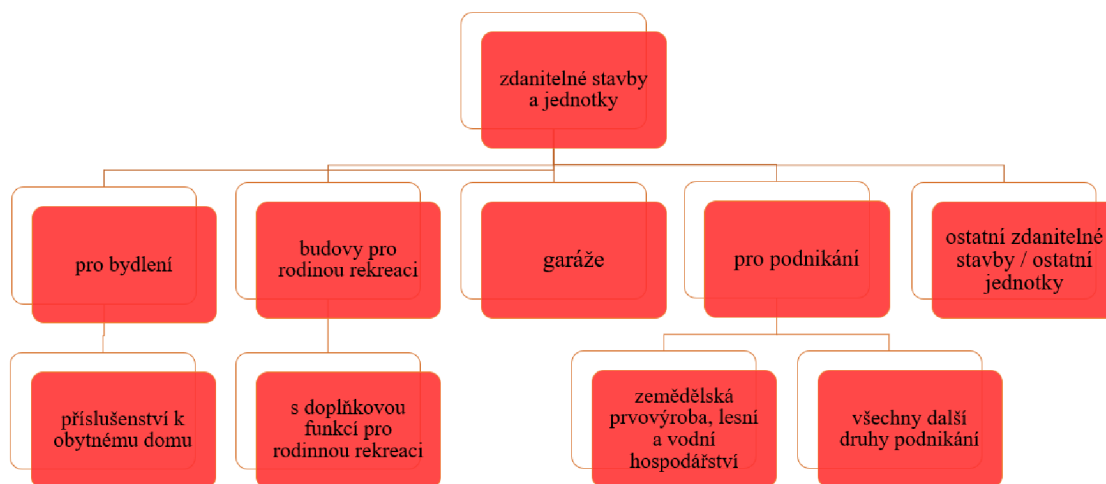 zdanitelné stavby
a jednotky
pro bydlení
budovy pro
rodinou rekreaci
garáže
pro podnikání
ostatní zdanitelné
stavby / ostatní
jednotky
příslušenství k
obytnému domu
s doplňkovou
funkcí pro
rodinnou rekreaci
zemědělská
prvovýroba, lesní
a vodní
hospodářství
všechny další
druhy podnikání